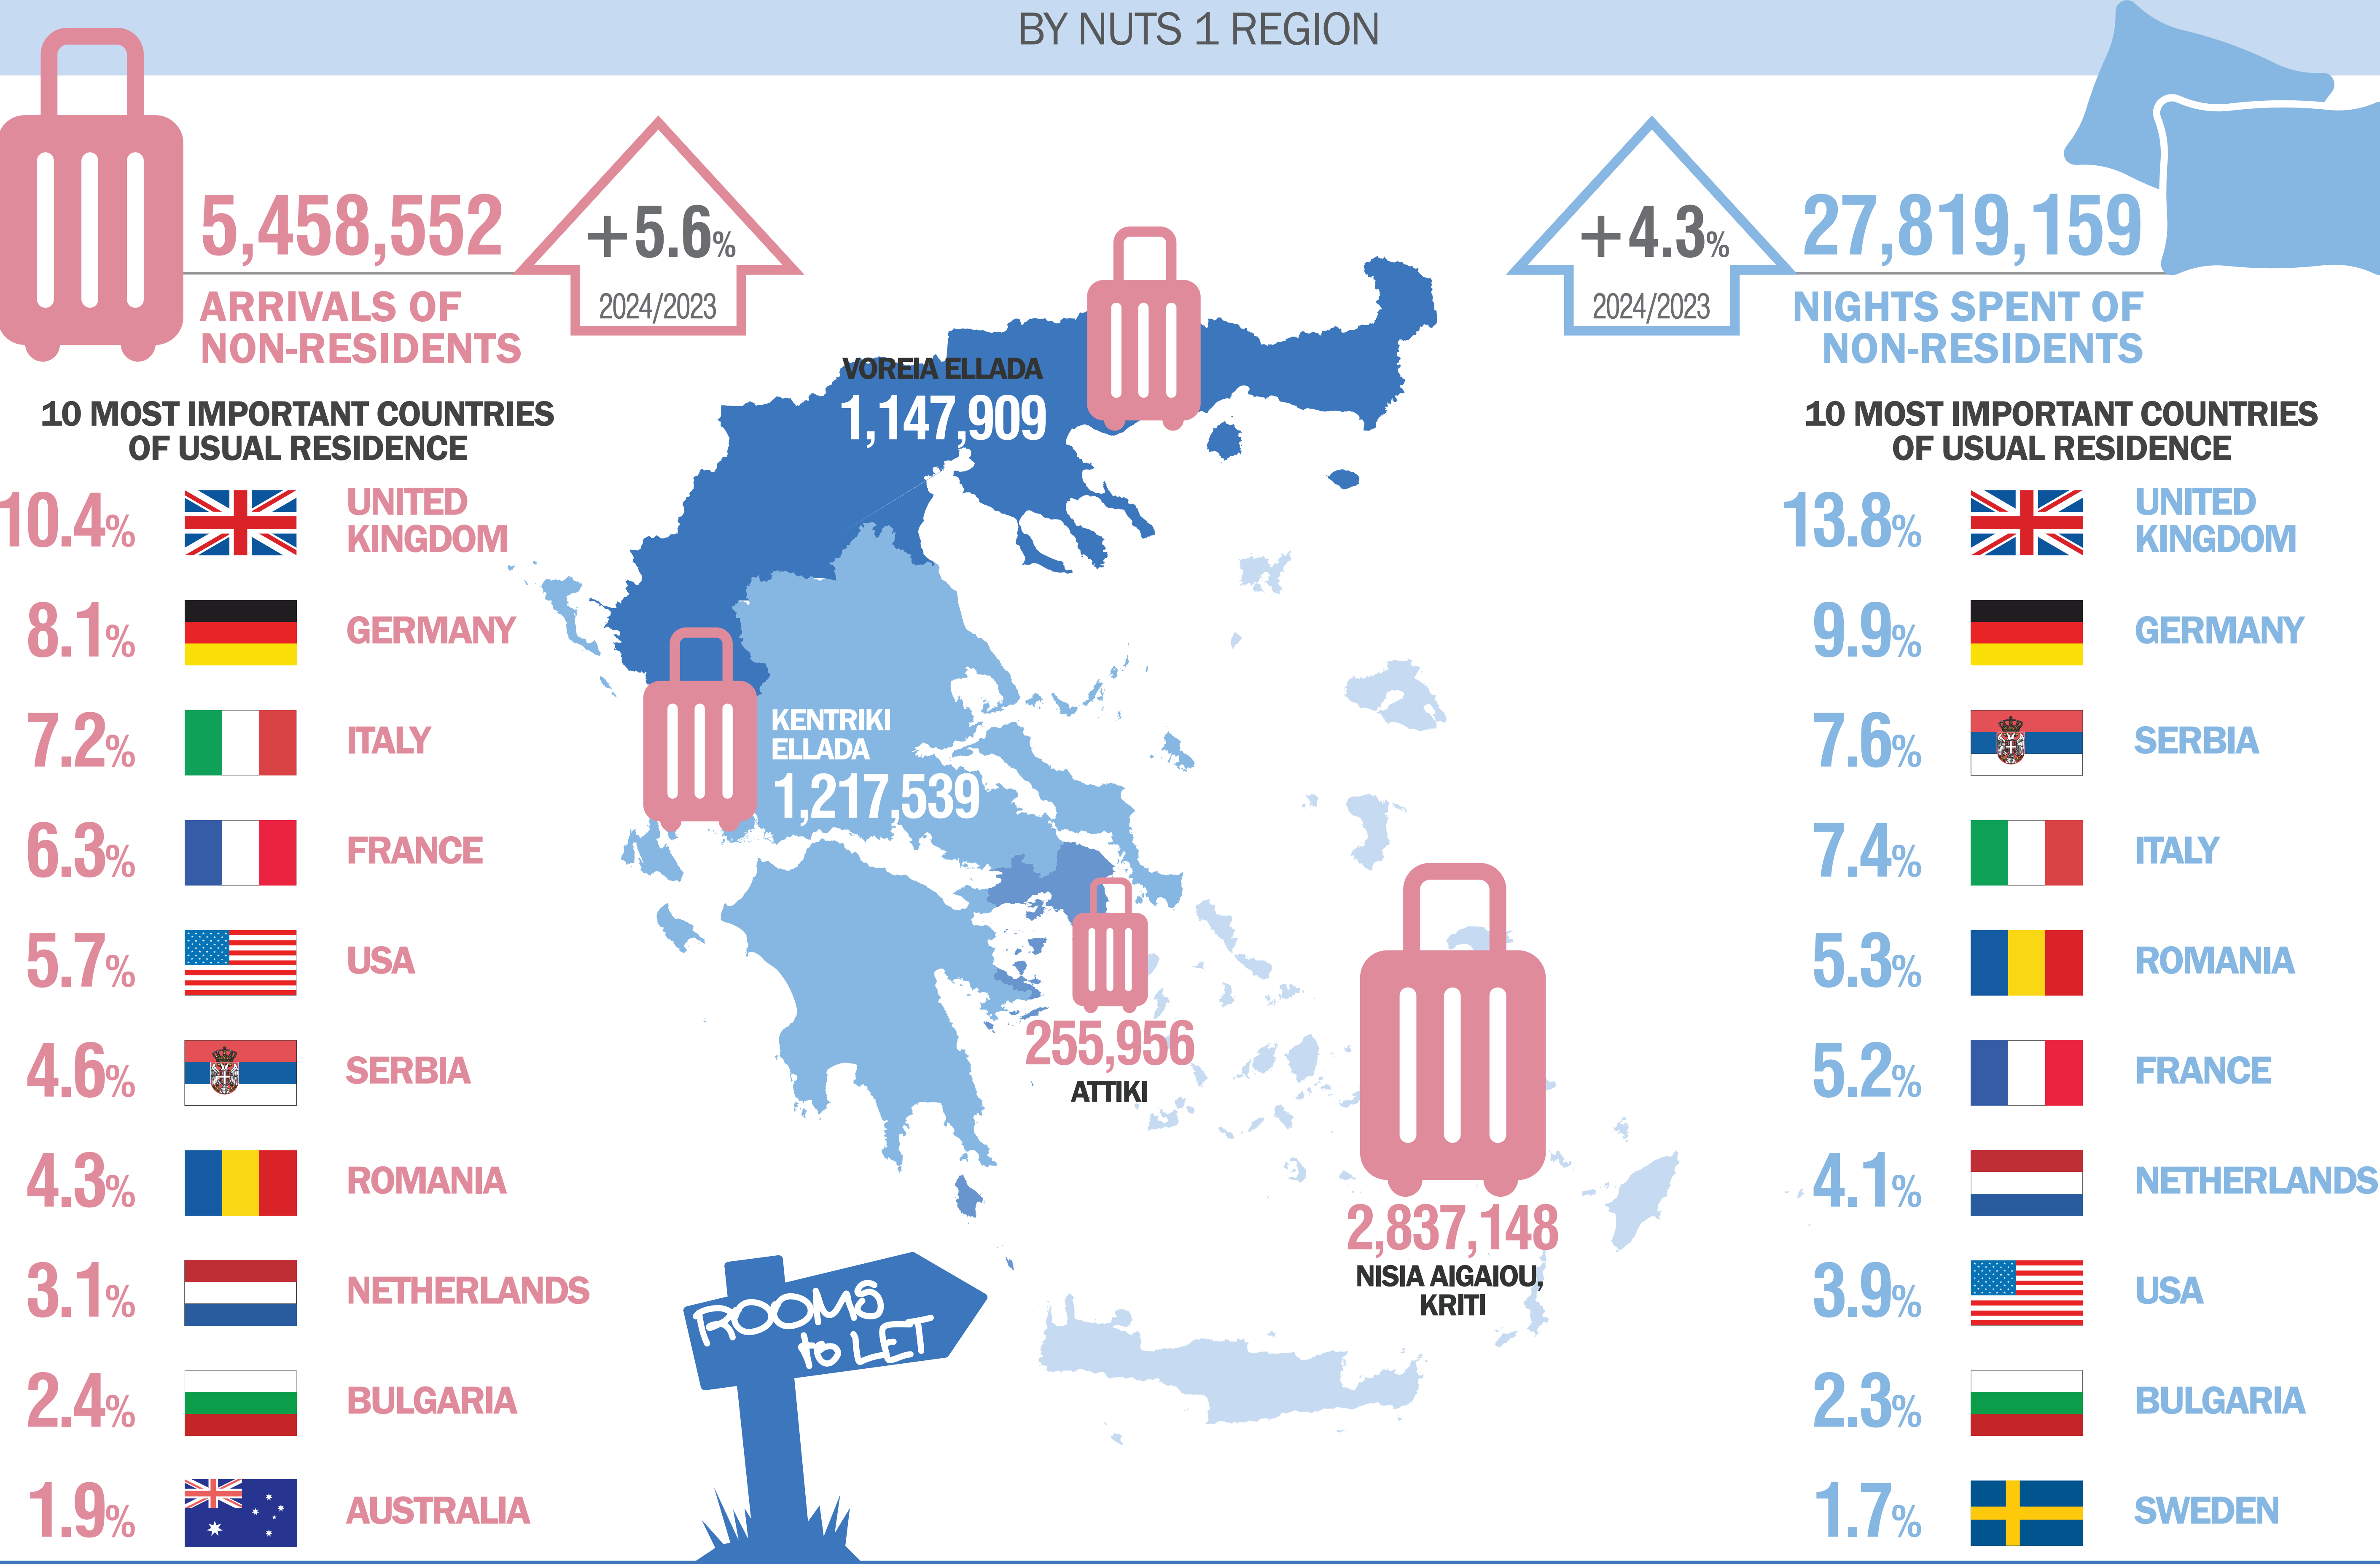 BY NUTS 1 REGION
5,458,552
ARRIVALS OF
NON-RESIDENTS
+5.6%
2024/2023
10 MOST IMPORTANT COUNTRIES
OF USUAL RESIDENCE
10.4% UNITED
KINGDOM
8.1% GERMANY
7.2% ITALY
6.3% FRANCE
5.7% USA
4.6% SERBIA
4.3% ROMANIA
3.1% NETHERLANDS
2.4% BULGARIA
1.9% AUSTRALIA
VOREIA ELLADA
1,147,909
KENTRIKI
ELLADA
1,217,539
255,956
ATTIKI
2,837,148
NISIA AIGAIOU,
KRITI
ROOMS
to LET
+4.3%
2024/2023
27,819,159
NIGHTS SPENT OF
NON-RESIDENTS
10 MOST IMPORTANT COUNTRIES
OF USUAL RESIDENCE
13.8% UNITED
KINGDOM
9.9% GERMANY
7.6% SERBIA
7.4% ITALY
5.3% ROMANIA
5.2% FRANCE
4.1% NETHERLANDS
3.9% USA
2.3% BULGARIA
1.7% SWEDEN